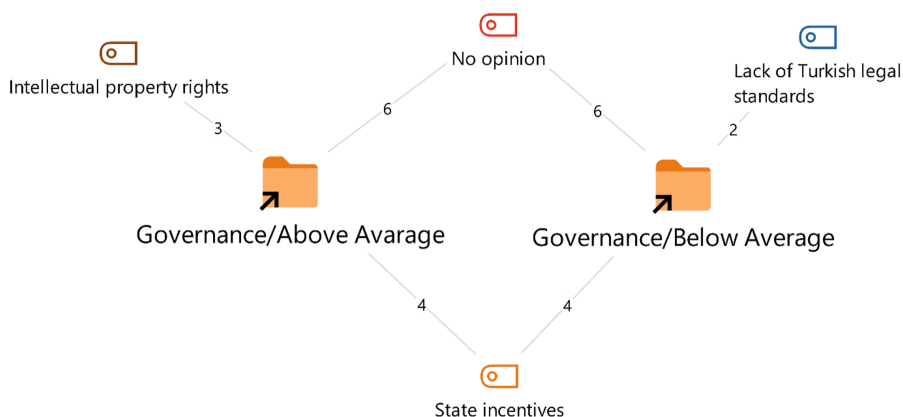 No opinion
Intellectual property rights
Lack of Turkish legal
standards
3
6
6
2
Governance/Above Avarage
Governance/Below Average
4
4
State incentives